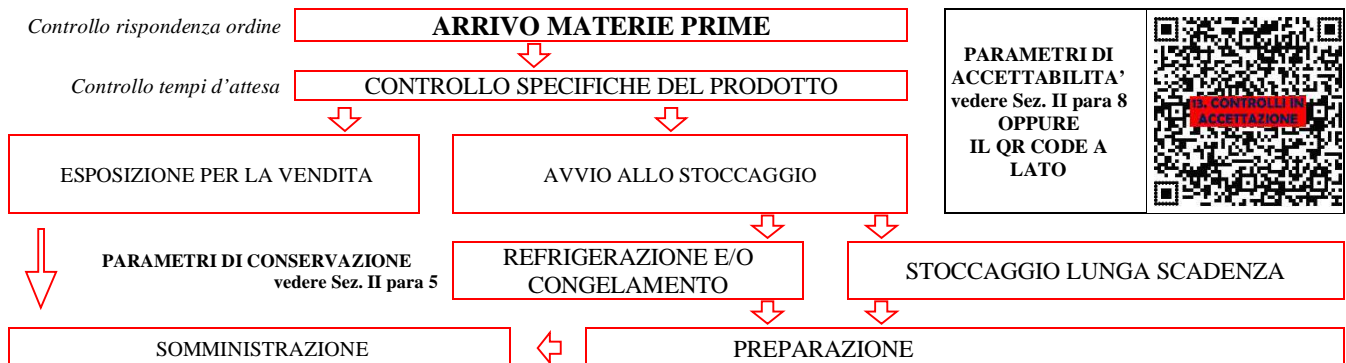 Controllo rispondenza ordine
ARRIVO MATERIE PRIME
Controllo tempi d'attesa
CONTROLLO SPECIFICHE DEL PRODOTTO
PARAMETRI DI
ACCETTABILITA'
vedere Sez. II para 8
OPPURE
IL QR CODE A
LATO
13. CONTROLLI IN
ACCETTAZIONE
ESPOSIZIONE PER LA VENDITA
AVVIO ALLO STOCCAGGIO
PARAMETRI DI CONSERVAZIONE
vedere Sez. II para 5
REFRIGERAZIONE E/O
CONGELAMENTO
STOCCAGGIO LUNGA SCADENZA
SOMMINISTRAZIONE
PREPARAZIONE